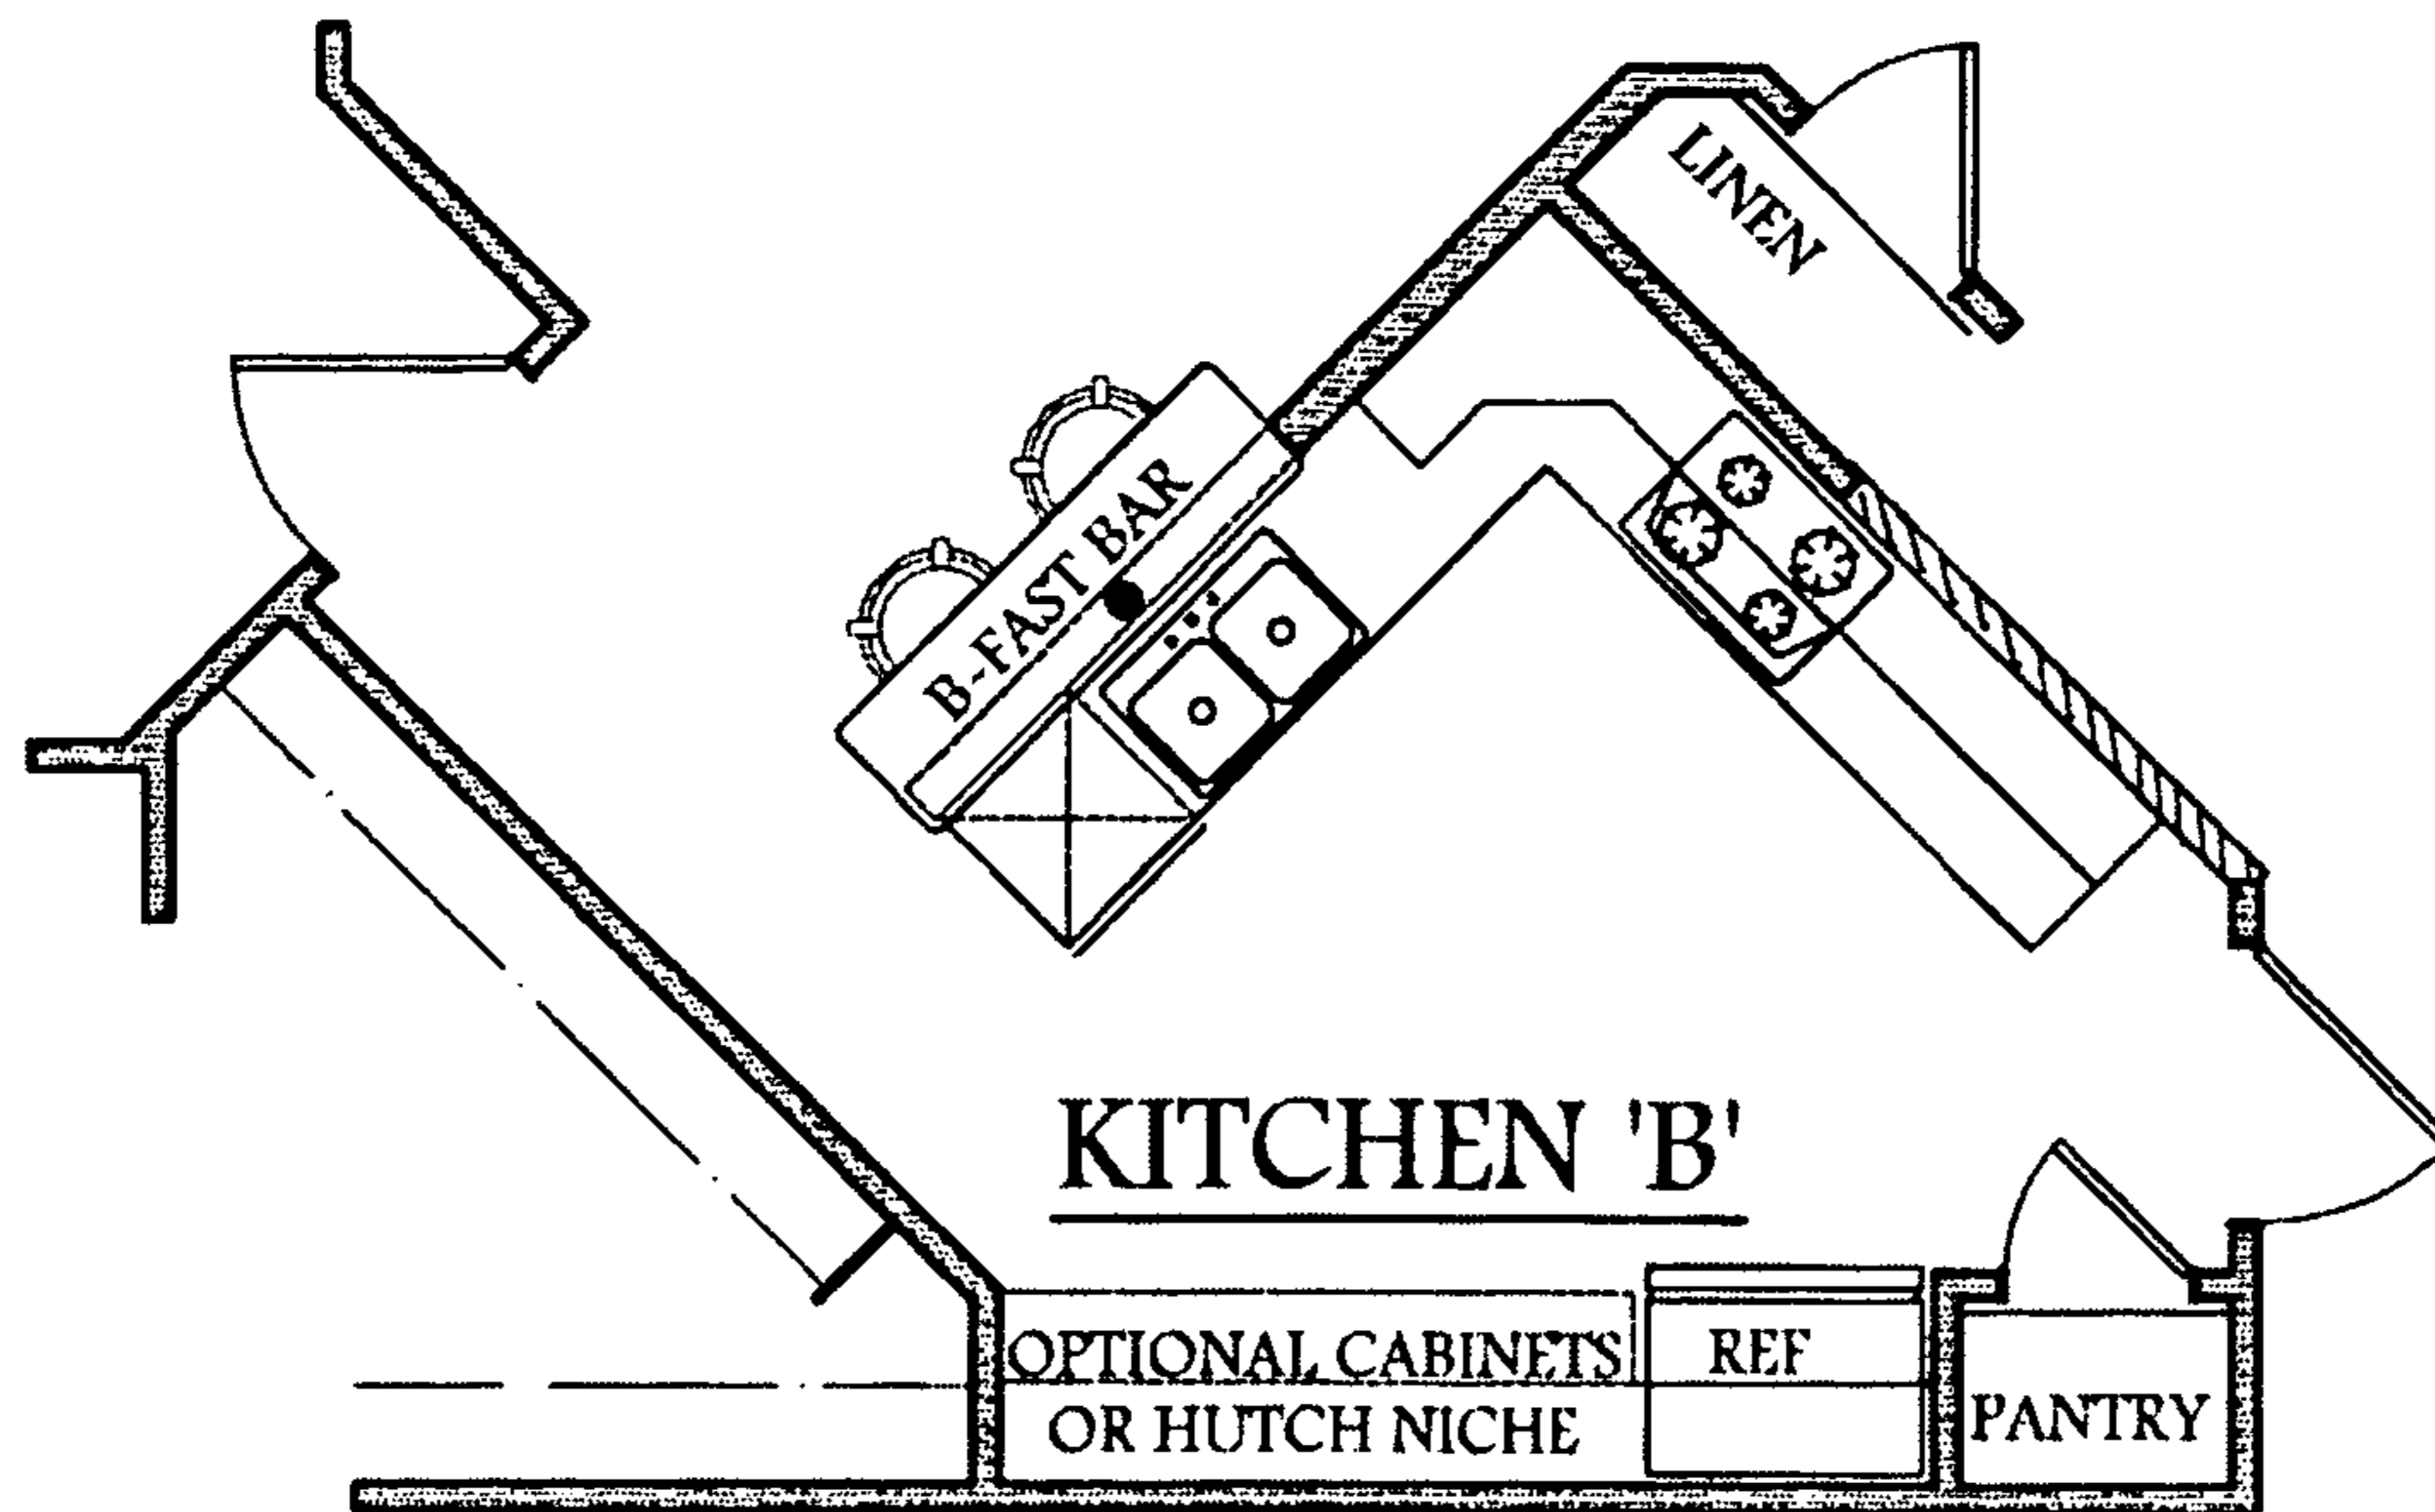 LINEN
B-FAST BAR
KITCHEN 'B'
OPTIONAL CABINETS
OR HUTCH NICHE
REF
PANTRY